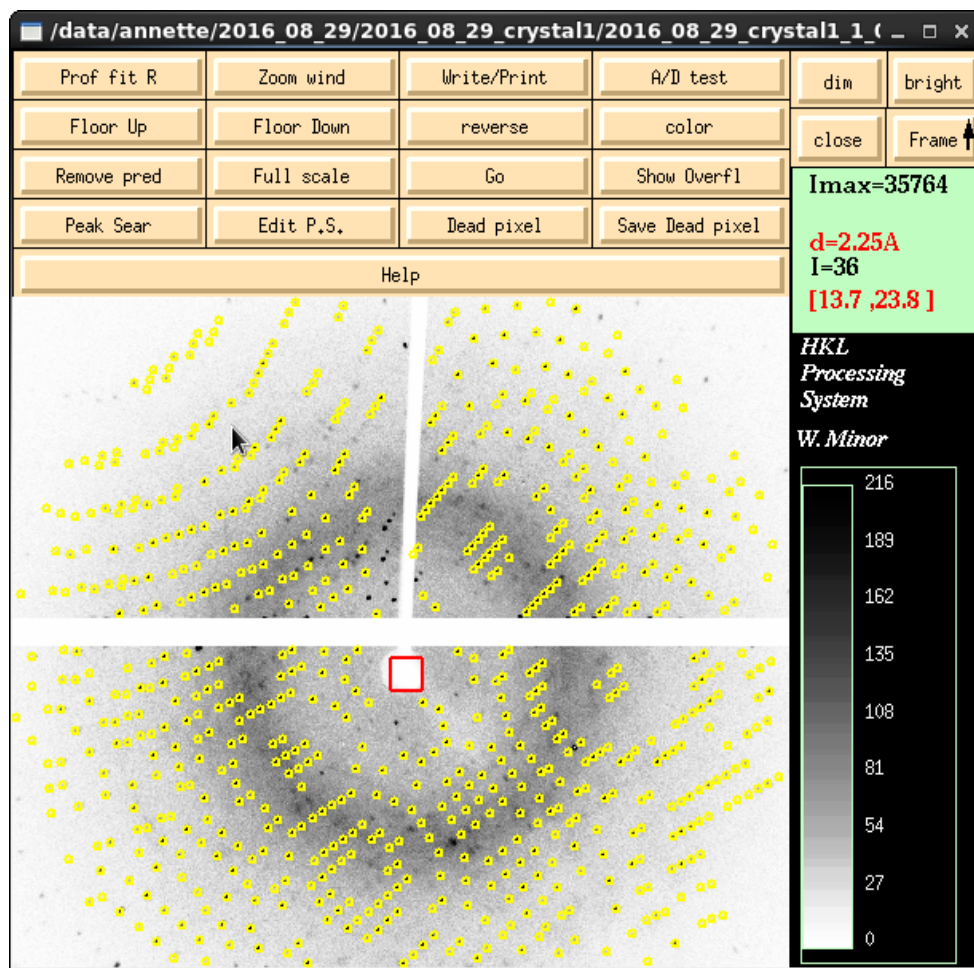 /data/annette/2016_08_29/2016_08_29_crystal1/2016_08_29_crystal1_1_(
Prof fit R
Zoom wind
Write/Print
A/D test
dim
bright
Floor Up
Floor Down
reverse
color
close
Frame
Remove pred
Full scale
Go
Show Overfl
Peak Sear
Edit P.S.
Dead pixel
Save Dead pixel
Help
Imax=35764
d=2.25A
I=36
[13.7 ,23.8 ]
HKL
Processing
System
W. Minor
216
189
162
135
108
81
54
27
0